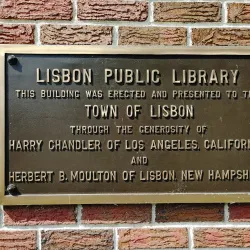 LISBON PUBLIC LIBRARY
THIS BUILDING WAS ERECTED AND PRESENTED TO TH
TOWN OF LISBON
THROUGH THE GENEROSITY OF
HARRY CHANDLER, OF LOS ANGELES, CALIFOR
AND
HERBERT B. MOULTON OF LISBON, NEW HAMPSH